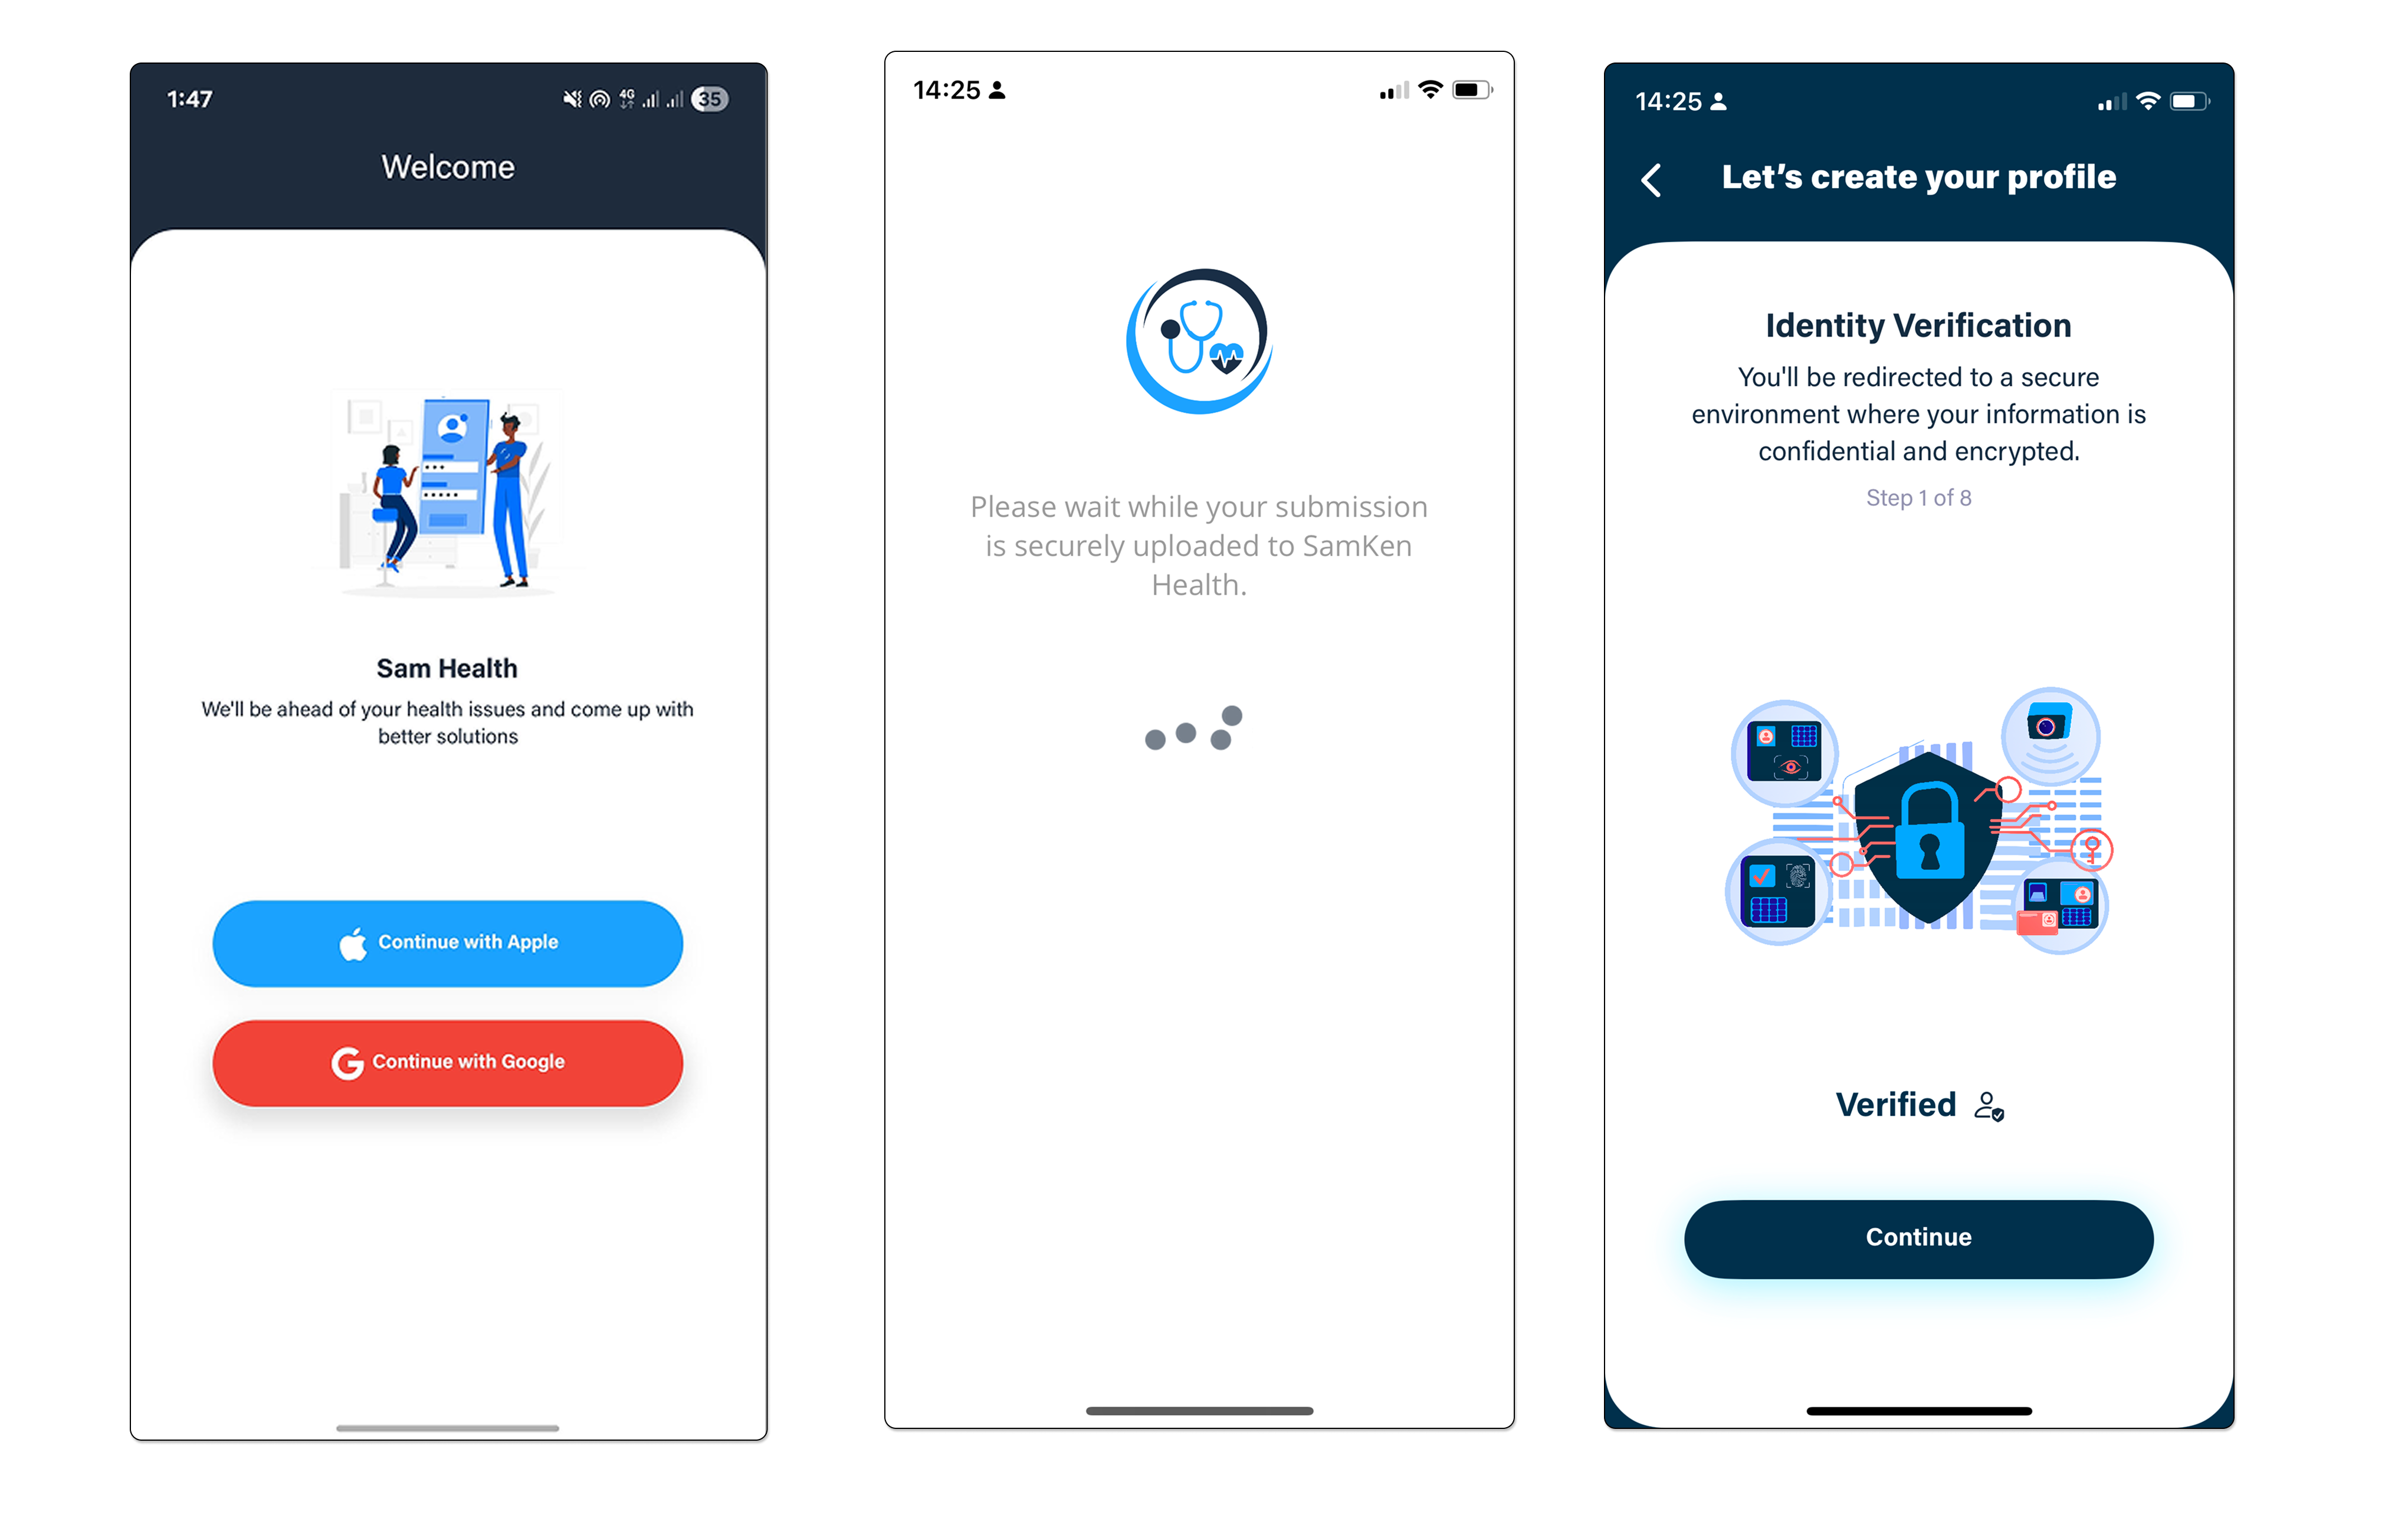 1:47
4G
35
Welcome
Sam Health
We'll be ahead of your health issues and come up with
better solutions
Continue with Apple
G Continue with Google
14:25
Please wait while your submission
is securely uploaded to SamKen
Health.
14:25
Let's create your profile
Identity Verification
You'll be redirected to a secure
environment where your information is
confidential and encrypted.
Step 1 of 8
Verified
Continue